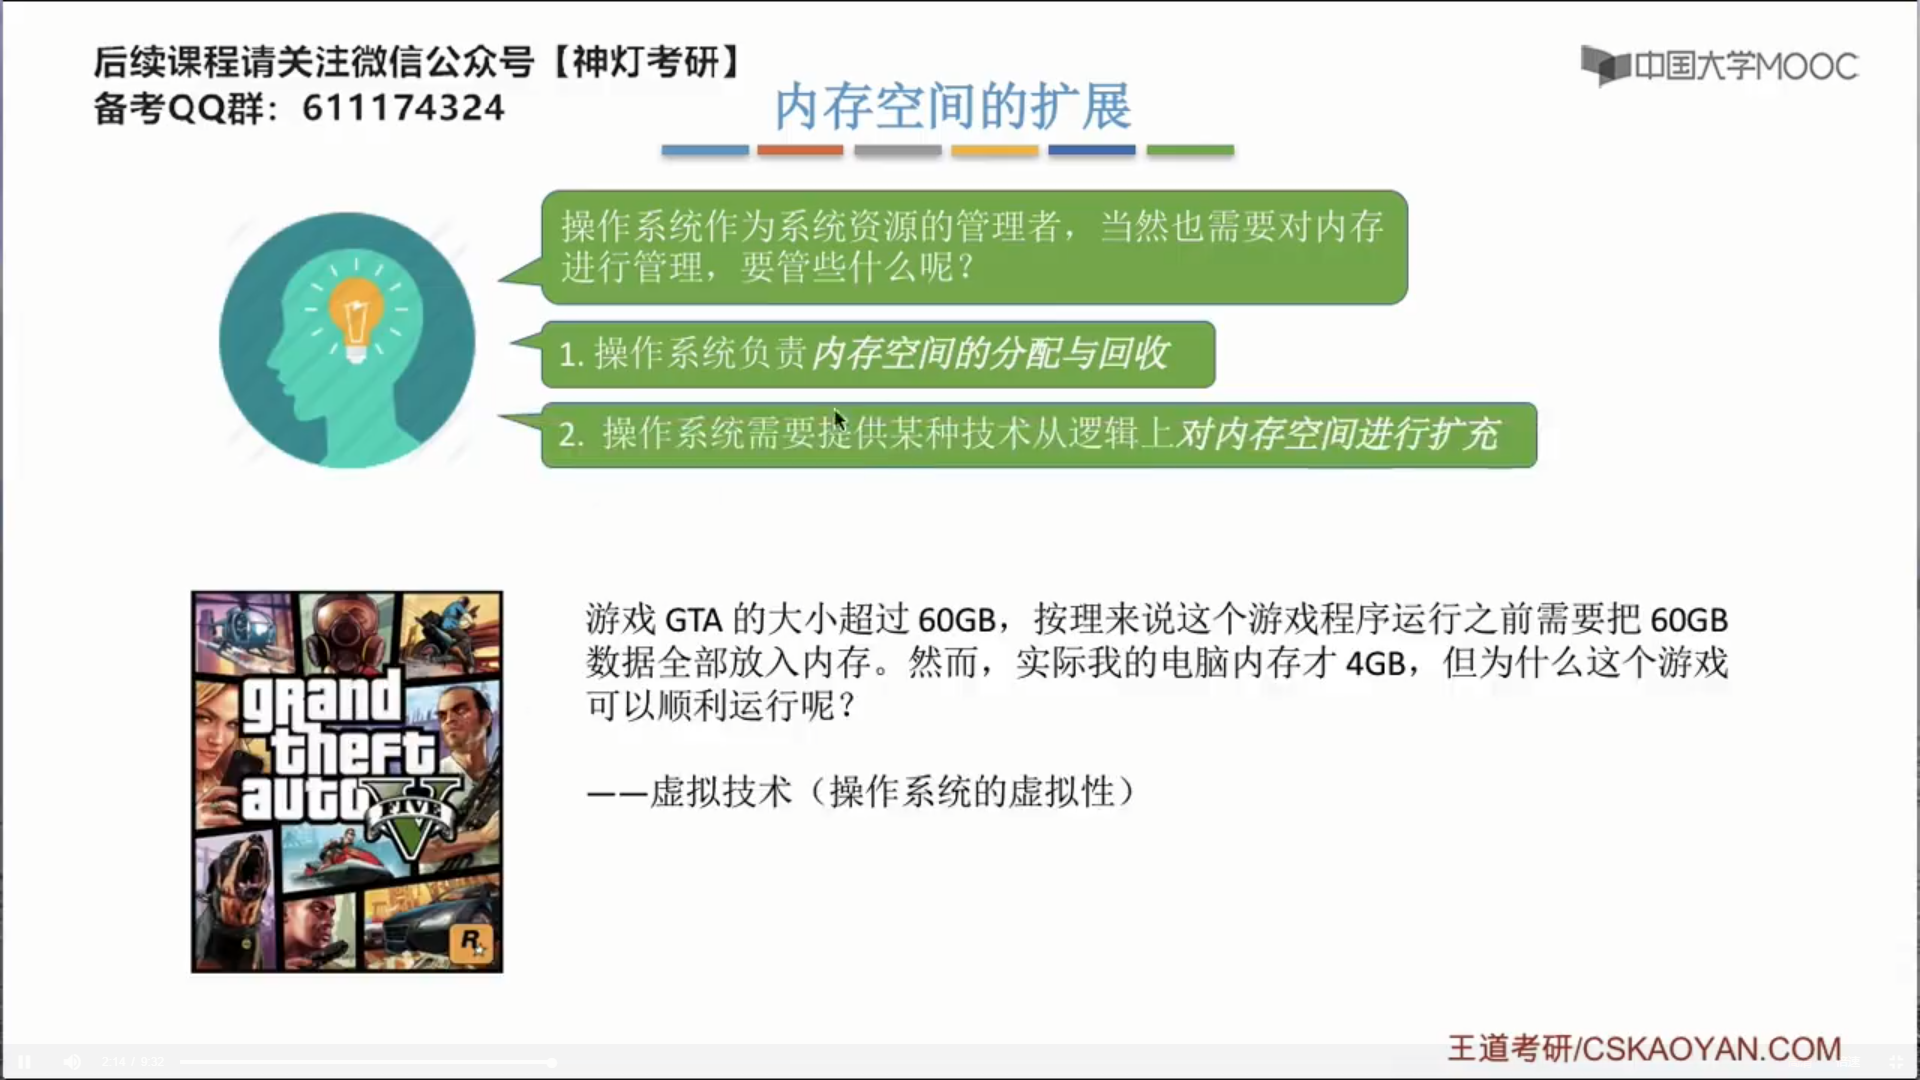 后续课程请关注微信公众号【神灯考研】
备考QQ群：611174324
中国大学MOOC
内存空间的扩展
操作系统作为系统资源的管理者，当然也需要对内存
进行管理，要管些什么呢？
1. 操作系统负责内存空间的分配与回收
2. 操作系统需要提供某种技术从逻辑上对内存空间进行扩充
游戏 GTA 的大小超过 60GB，按理来说这个游戏程序运行之前需要把 60GB
数据全部放入内存。然而，实际我的电脑内存才 4GB，但为什么这个游戏
可以顺利运行呢？
——虚拟技术（操作系统的虚拟性）
grand
theft
auto
FIVE
V
R
王道考研/CSKAOYAN.COM
2:14 / 9:32